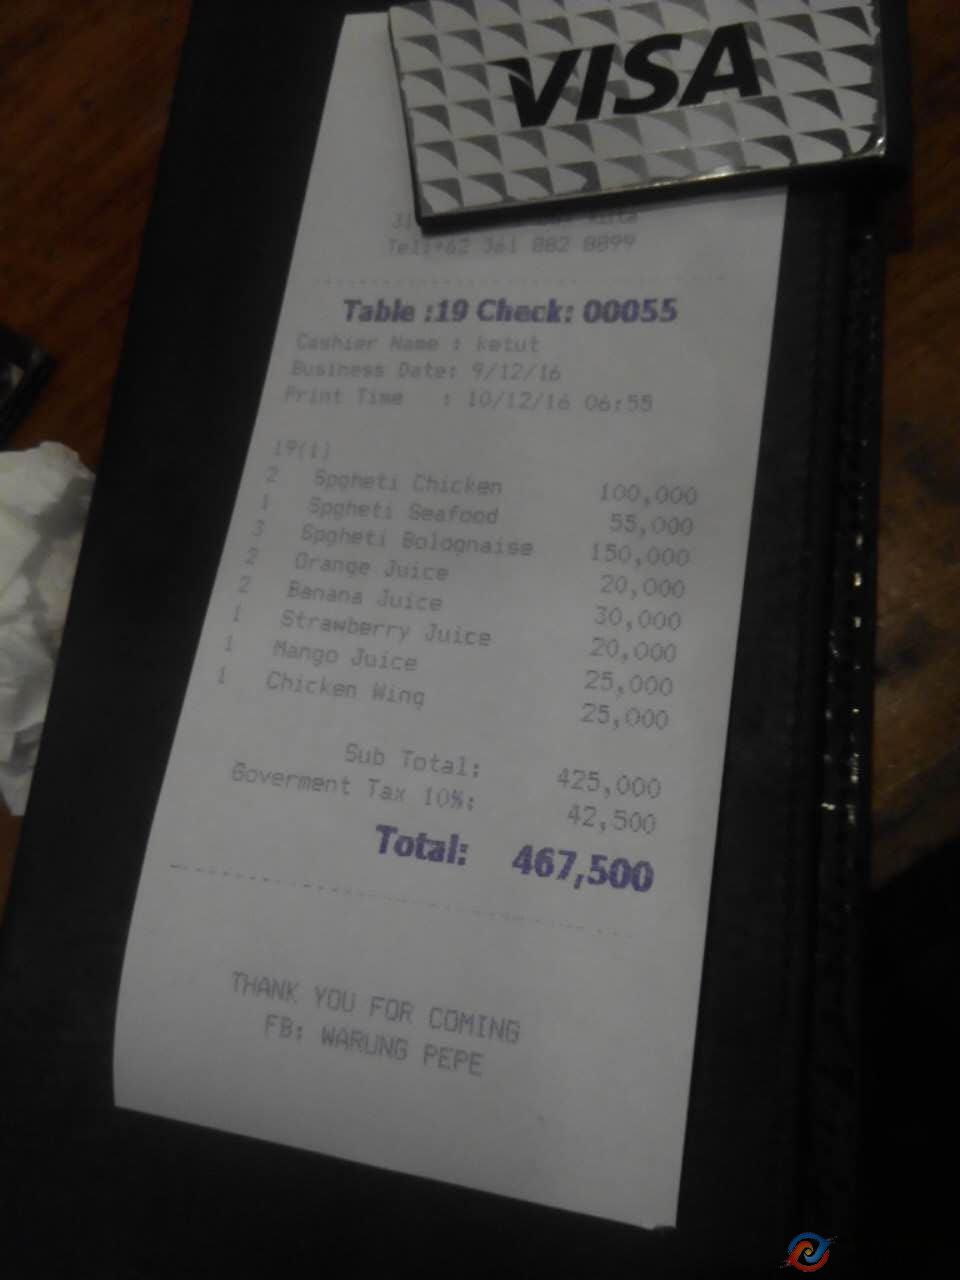 VISA
Tel:+62 361 882 8899
Table :19 Check: 00055
Cashier Name : ketut
Business Date: 9/12/16
Print Time : 10/12/16 06:55
19(1)
2 Spgheti Chicken 100,000
1 Spgheti Seafood 55,000
3 Spgheti Bolognaise 150,000
2 Orange Juice 20,000
2 Banana Juice 30,000
1 Strawberry Juice 20,000
1 Mango Juice 25,000
1 Chicken Wing 25,000
Sub Total: 425,000
Goverment Tax 10%: 42,500
Total: 467,500
THANK YOU FOR COMING
FB: WARUNG PEPE